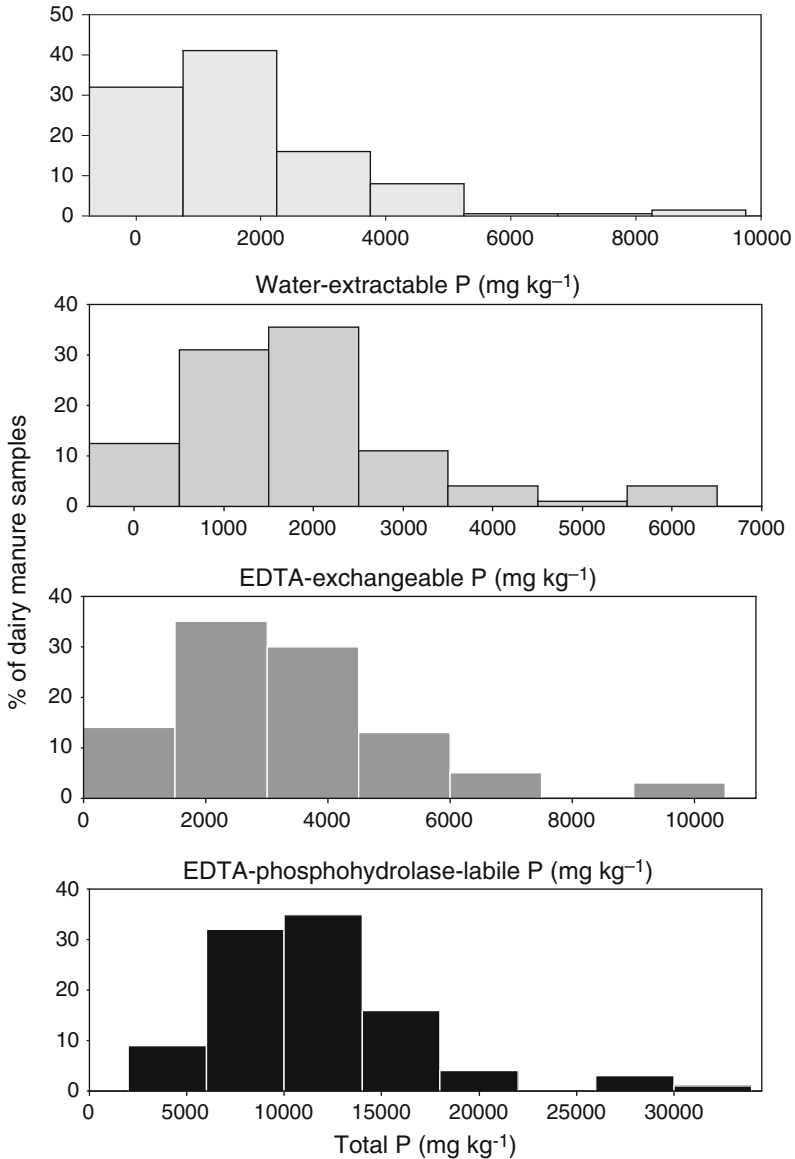 50
40
30
20
10
0
0 2000 4000 6000 8000 10000
Water-extractable P (mg kg⁻¹)
40
30
20
10
0
0 1000 2000 3000 4000 5000 6000 7000
EDTA-exchangeable P (mg kg⁻¹)
% of dairy manure samples
40
30
20
10
0
0 2000 4000 6000 8000 10000
EDTA-phosphohydrolase-labile P (mg kg⁻¹)
40
30
20
10
0
0 5000 10000 15000 20000 25000 30000
Total P (mg kg⁻¹)